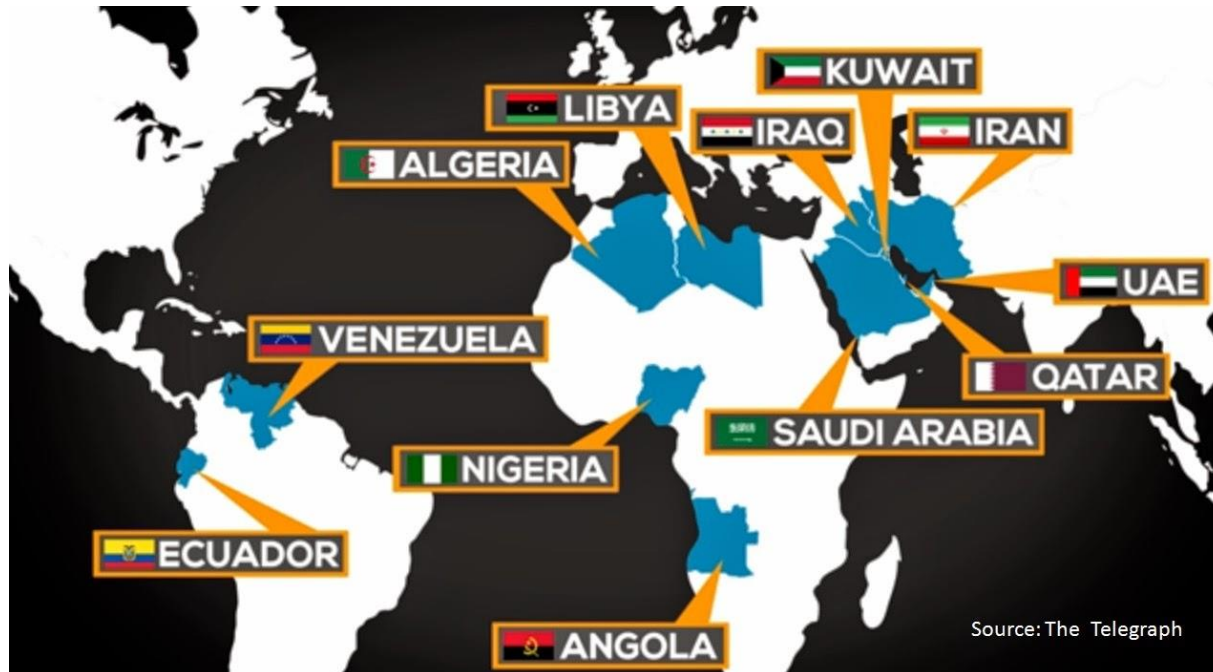 KUWAIT
LIBYA
IRAQ
IRAN
ALGERIA
UAE
VENEZUELA
QATAR
SAUDI ARABIA
NIGERIA
ECUADOR
ANGOLA
Source: The Telegraph